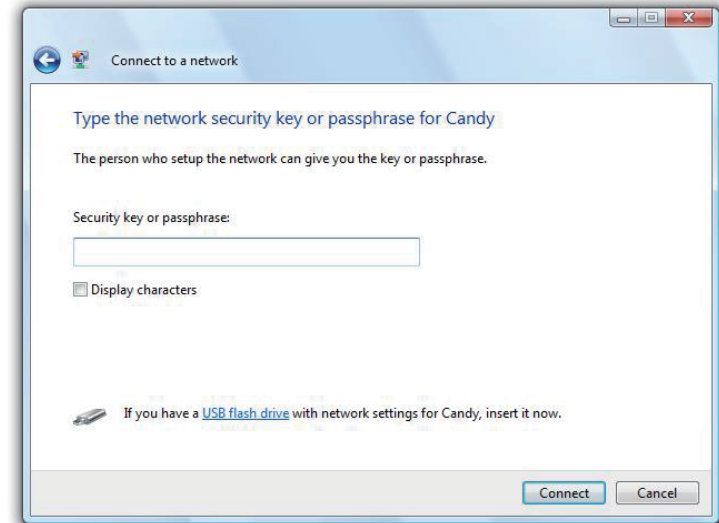 Connect to a network
Type the network security key or passphrase for Candy
The person who setup the network can give you the key or passphrase.
Security key or passphrase:
Display characters
If you have a USB flash drive with network settings for Candy, insert it now.
Connect Cancel